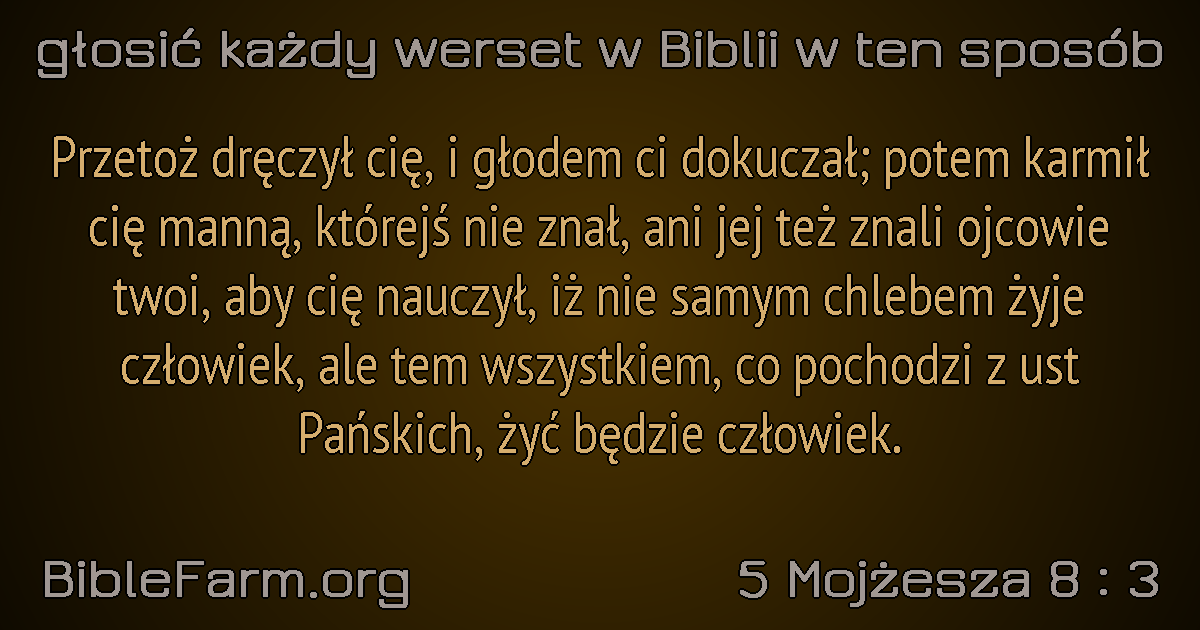 głosić każdy werset w Biblii w ten sposób
Przetoż dręczył cię, i głodem ci dokuczał; potem karmił
cię manną, którejś nie znał, ani jej też znali ojcowie
twoi, aby cię nauczył, iż nie samym chlebem żyje
człowiek, ale tem wszystkiem, co pochodzi z ust
Pańskich, żyć będzie człowiek.
BibleFarm.org
5 Mojżesza 8 : 3